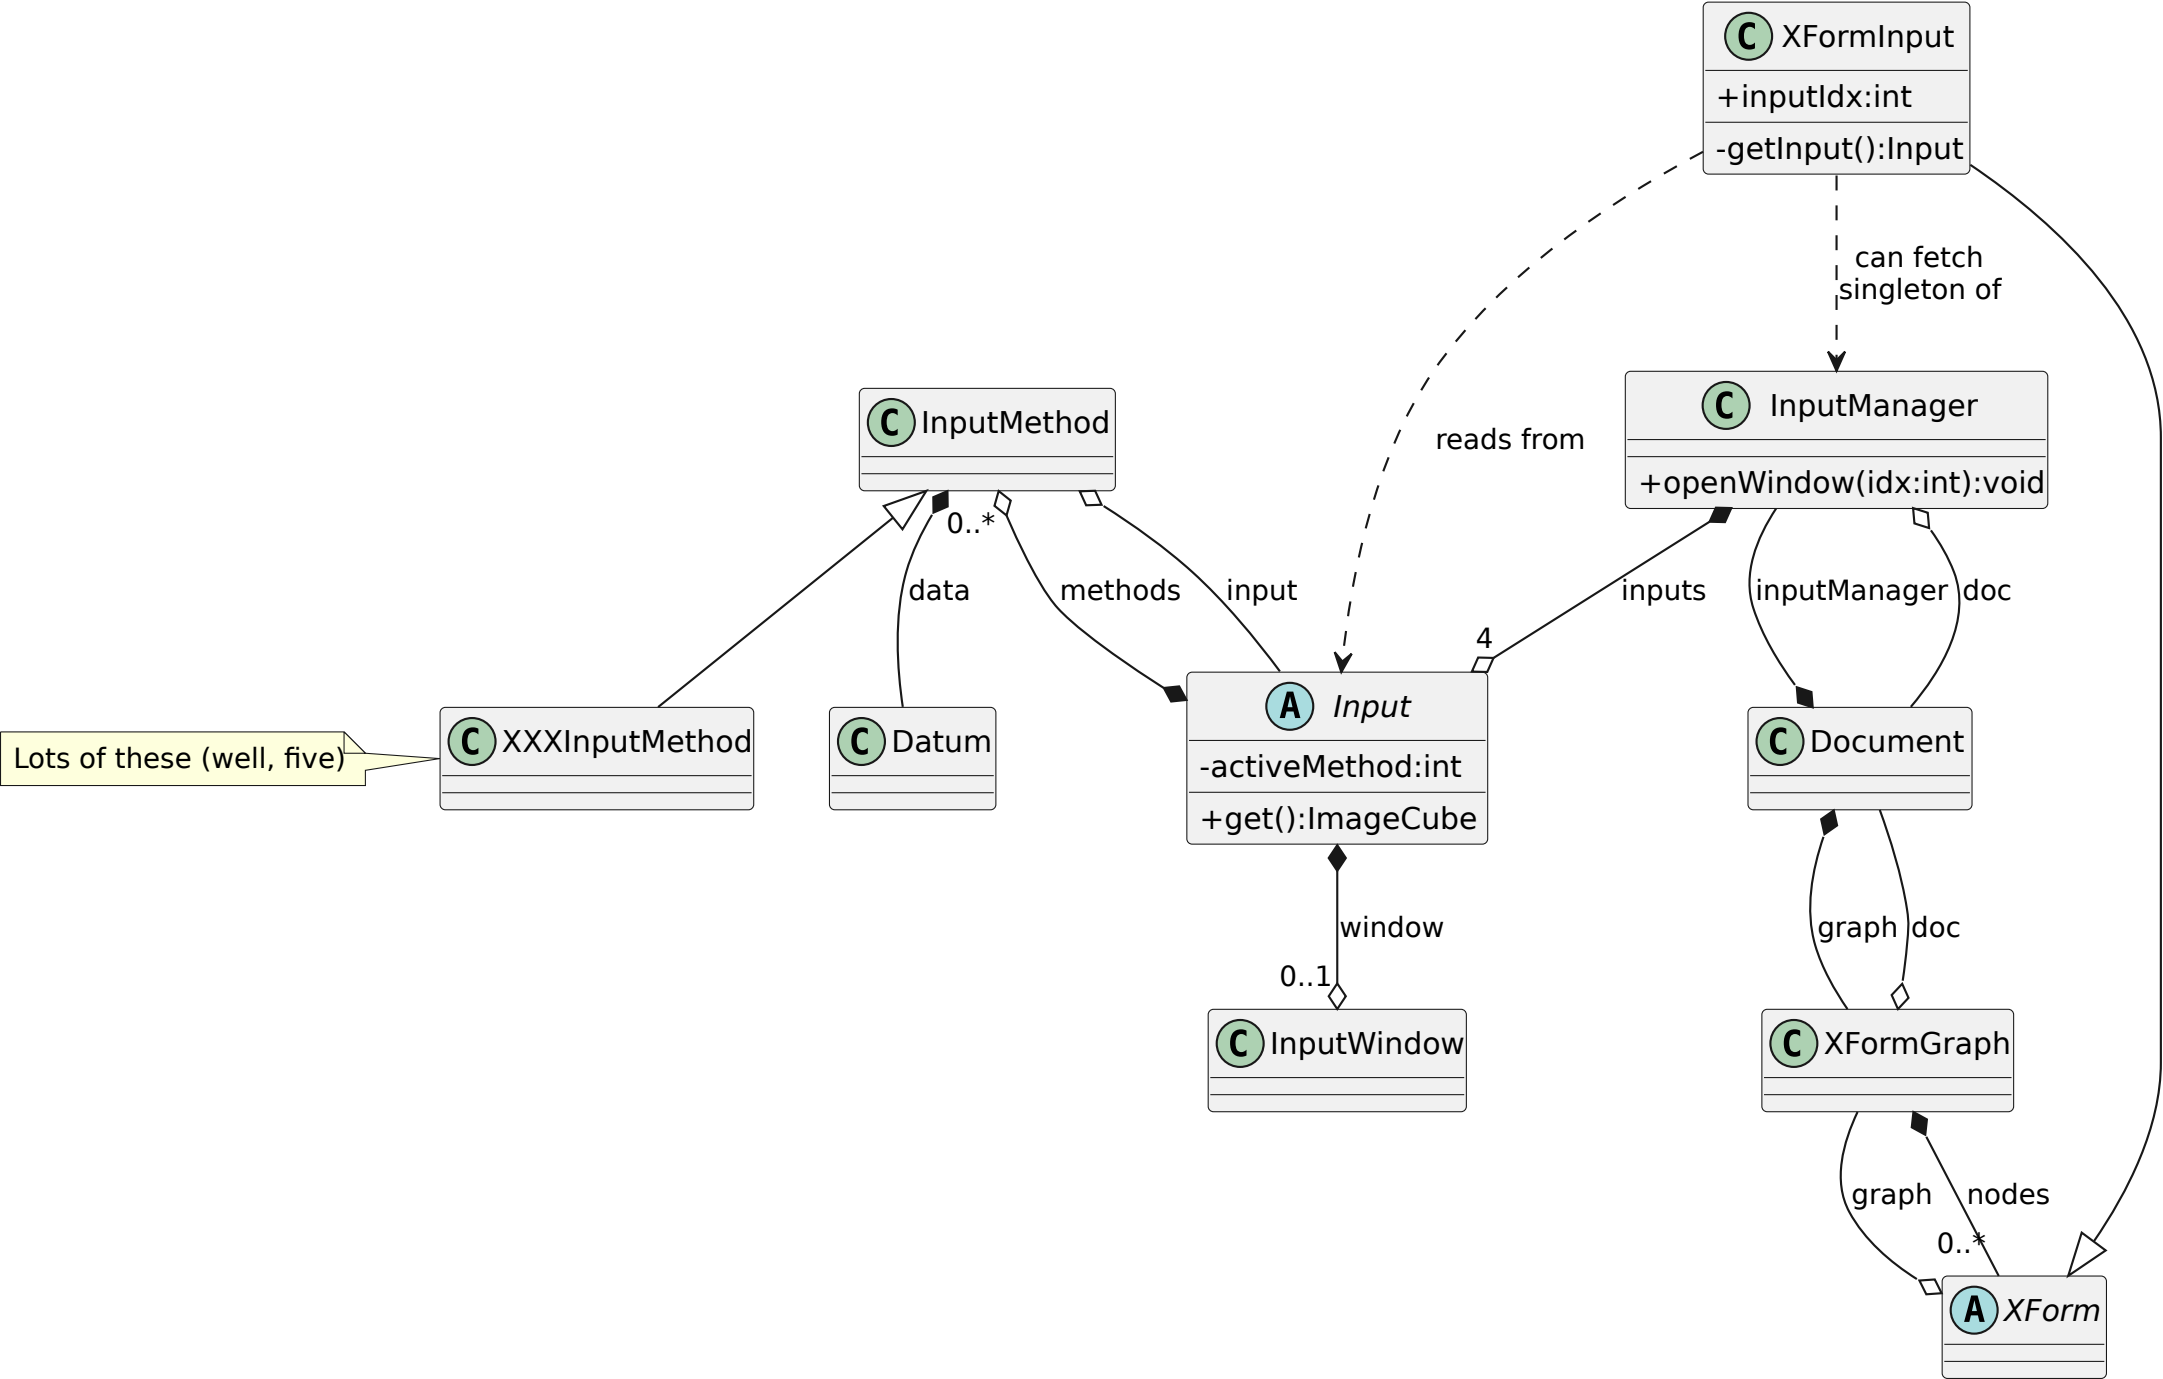 C XFormInput
+inputIdx:int
-getInput():Input
can fetch
singleton of
reads from
C InputMethod
C InputManager
+openWindow(idx:int):void
0..*
data
methods
input
inputs
inputManager
doc
4
Lots of these (well, five)
C XXXInputMethod
C Datum
A Input
-activeMethod:int
+get():ImageCube
C Document
window
0..1
graph
doc
C InputWindow
C XFormGraph
graph
nodes
0..*
A XForm